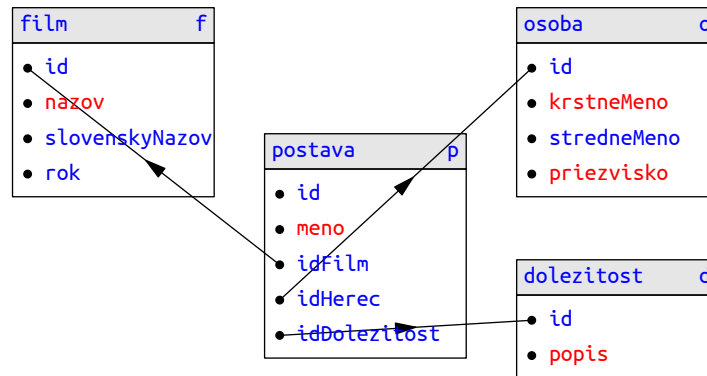 film f
id
nazov
slovenskyNazov
rok
postava p
id
meno
idFilm
idHerec
idDolezitost
osoba
id
krstneMeno
stredneMeno
priezvisko
dolezitost
id
popis